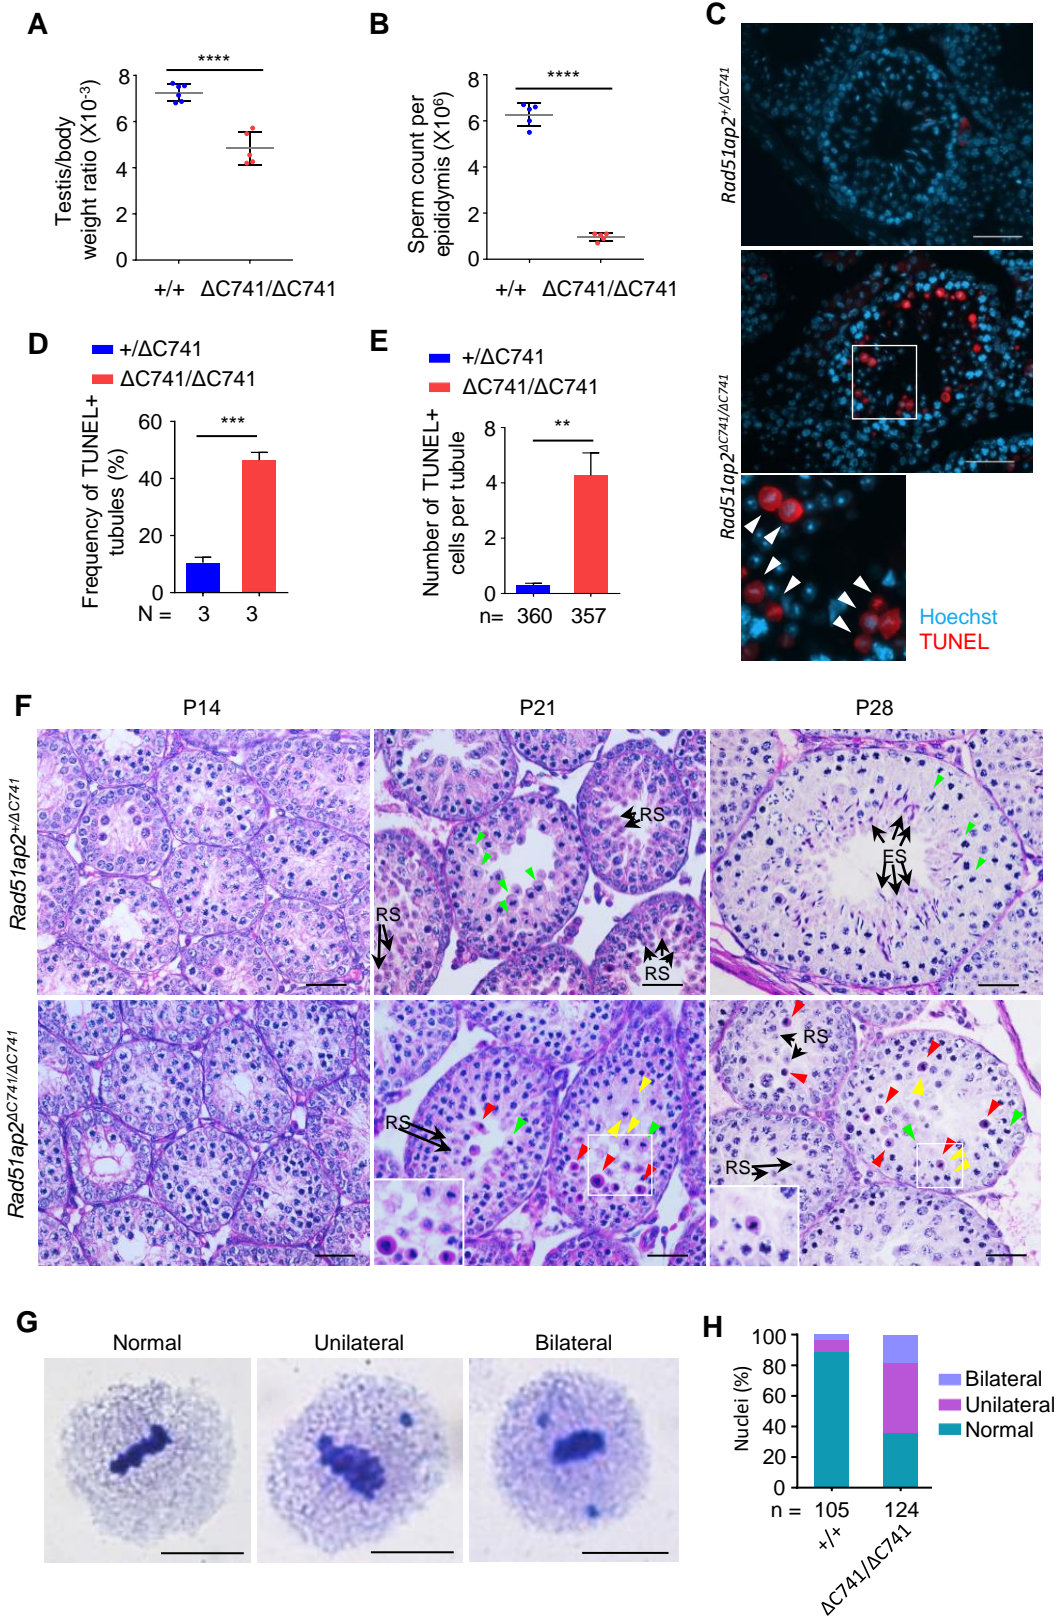 A
****
Testis/body
weight ratio (X10-3)
8
6
4
2
0
+/+
ΔC741/ΔC741
B
****
Sperm count per
epididymis (X10⁶)
8
6
4
2
0
+/+
ΔC741/ΔC741
C
Rad51ap2+/ΔC741
Rad51ap2ΔC741/ΔC741
Hoechst
TUNEL
D
+/ΔC741
ΔC741/ΔC741
Frequency of TUNEL+
tubules (%)
60
40
20
0
***
N = 3 3
E
+/ΔC741
ΔC741/ΔC741
Number of TUNEL+
cells per tubule
8
4
2
0
**
n= 360 357
F
P14
P21
P28
Rad51ap2+/ΔC741
RS
RS
RS
ES
Rad51ap2ΔC741/ΔC741
RS
RS
RS
G
Normal
Unilateral
Bilateral
H
Nuclei (%)
100
80
60
40
20
0
Bilateral
Unilateral
Normal
n = 105 124
+/+
ΔC741/ΔC741